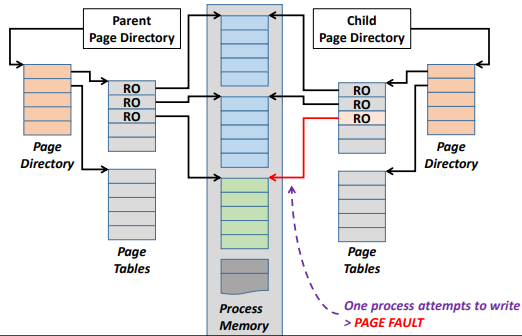 Parent
Page Directory
Child
Page Directory
RO
RO
RO
RO
RO
RO
Page
Directory
Page
Directory
Page
Tables
Page
Tables
Process
Memory
One process attempts to write
> PAGE FAULT